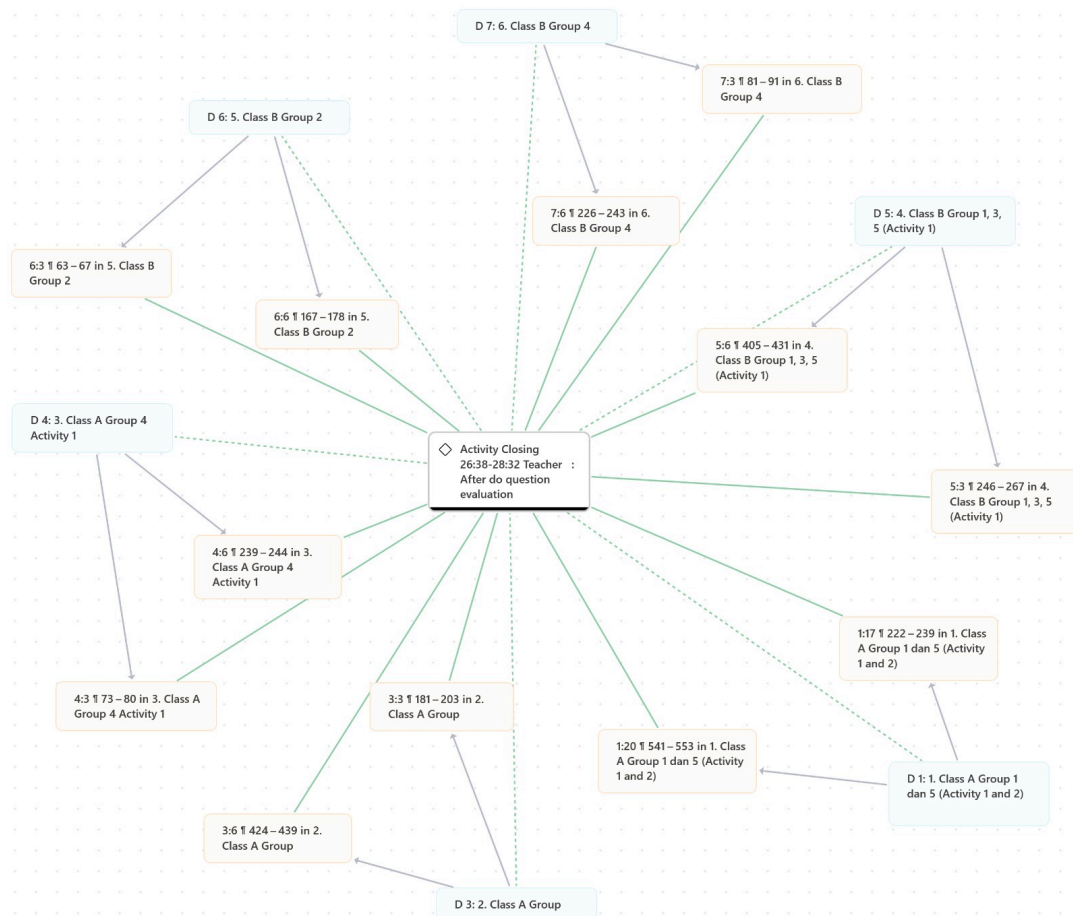 D 7: 6. Class B Group 4
7:3 ¶ 81 – 91 in 6. Class B
Group 4
D 6: 5. Class B Group 2
7:6 ¶ 226 – 243 in 6.
Class B Group 4
D 5: 4. Class B Group 1, 3,
5 (Activity 1)
6:3 ¶ 63 – 67 in 5. Class B
Group 2
6:6 ¶ 167 – 178 in 5.
Class B Group 2
5:6 ¶ 405 – 431 in 4.
Class B Group 1, 3, 5
(Activity 1)
D 4: 3. Class A Group 4
Activity 1
Activity Closing
26:38-28:32 Teacher :
After do question
evaluation
5:3 ¶ 246 – 267 in 4.
Class B Group 1, 3, 5
(Activity 1)
4:6 ¶ 239 – 244 in 3.
Class A Group 4
Activity 1
1:17 ¶ 222 – 239 in 1. Class
A Group 1 dan 5 (Activity
1 and 2)
4:3 ¶ 73 – 80 in 3. Class A
Group 4 Activity 1
3:3 ¶ 181 – 203 in 2.
Class A Group
1:20 ¶ 541 – 553 in 1. Class
A Group 1 dan 5 (Activity
1 and 2)
D 1: 1. Class A Group 1
dan 5 (Activity 1 and 2)
3:6 ¶ 424 – 439 in 2.
Class A Group
D 3: 2. Class A Group